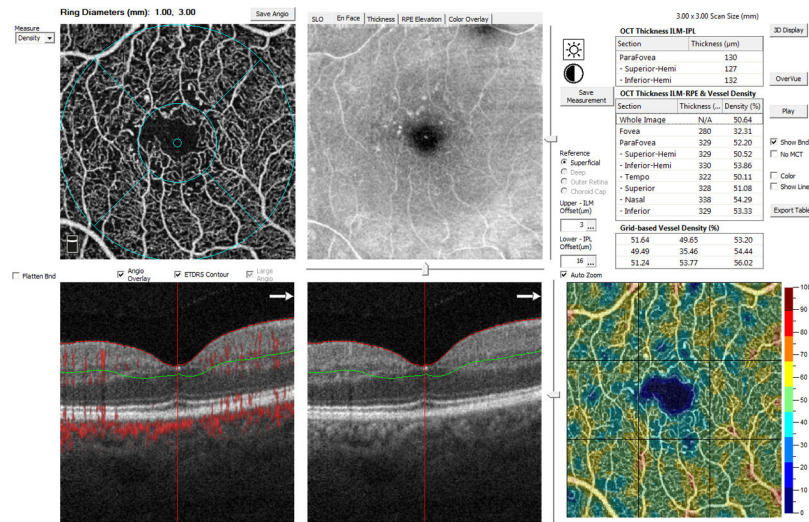 Ring Diameters (mm): 1.00, 3.00
Save Angio
Measure
Density
SLO En Face Thickness RPE Elevation Color Overlay
3.00 x 3.00 Scan Size (mm)
OCT Thickness ILM-IPL
Section Thickness (µm)
ParaFovea 130
- Superior-Hemi 127
- Inferior-Hemi 132
OCT Thickness ILM-RPE & Vessel Density
Section Thickness (... Density (%)
Whole Image N/A 50.64
Fovea 280 32.31
ParaFovea 329 52.20
- Superior-Hemi 329 50.52
- Inferior-Hemi 330 53.86
- Tempo 322 50.11
- Superior 328 51.08
- Nasal 338 54.29
- Inferior 329 53.33
Grid-based Vessel Density (%)
51.64 49.65 53.20
49.49 35.46 54.44
51.24 53.77 56.02
Save
Measurement
Reference
Superficial
Deep
Outer Retina
Choroid Cap
Upper - ILM
Offset(um)
3 ...
Lower - IPL
Offset(um)
16 ...
3D Display
OverVue
Play
Show Bnd
No MCT
Color
Show Line
Export Table
Flatten Bnd
Angio
Overlay
ETDRS Contour
Large
Angio
Auto Zoom
100
90
80
70
60
50
40
30
20
10
0